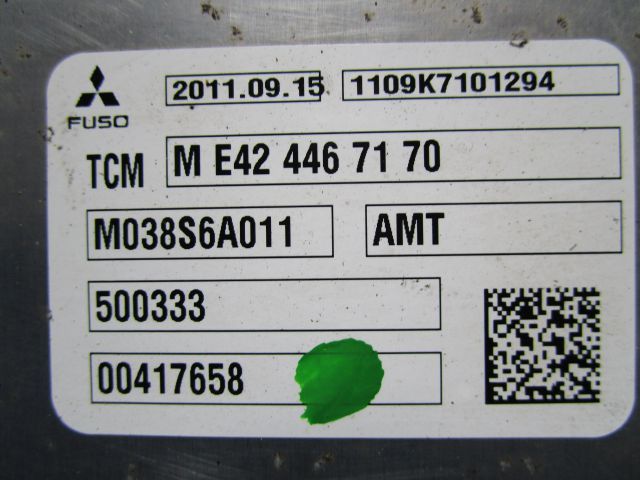 2011.09.15 1109K7101294
FUSO
TCM M E42 446 71 70
M038S6A011 AMT
500333
00417658